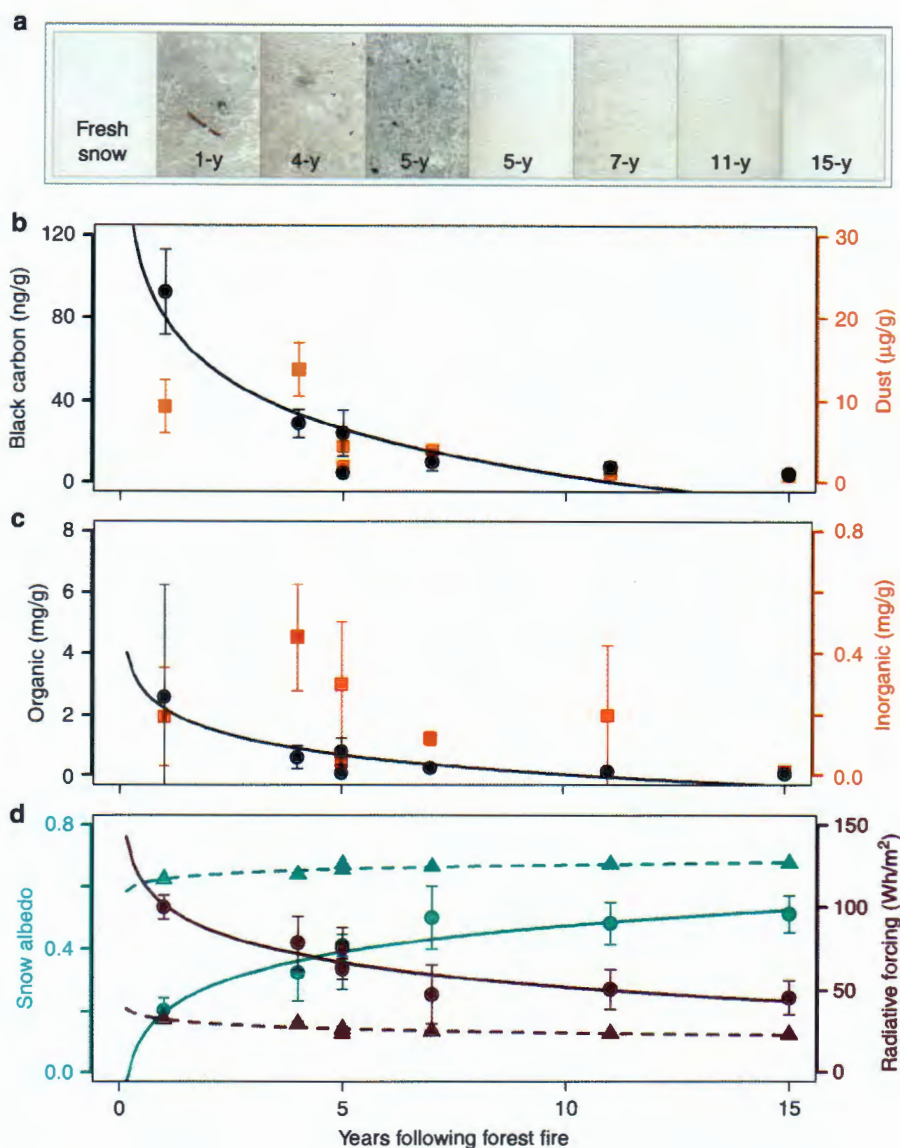 a
Fresh
snow
1-y
4-y
5-y
5-y
7-y
11-y
15-y
b
120
80
40
0
Black carbon (ng/g)
30
20
10
0
Dust (µg/g)
c
8
6
4
2
0
Organic (mg/g)
0.8
0.4
0.0
Inorganic (mg/g)
d
0.8
0.4
0.0
Snow albedo
150
100
50
0
Radiative forcing (Wh/m²)
0
5
10
15
Years following forest fire